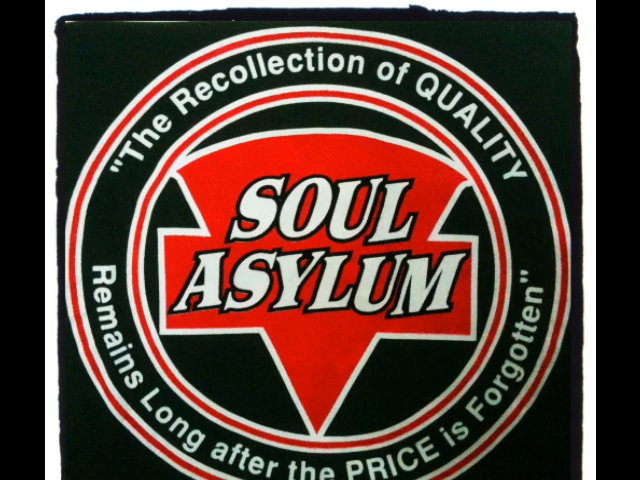 "The Recollection of QUALITY
SOUL
ASYLUM
Remains Long after the PRICE is Forgotten"